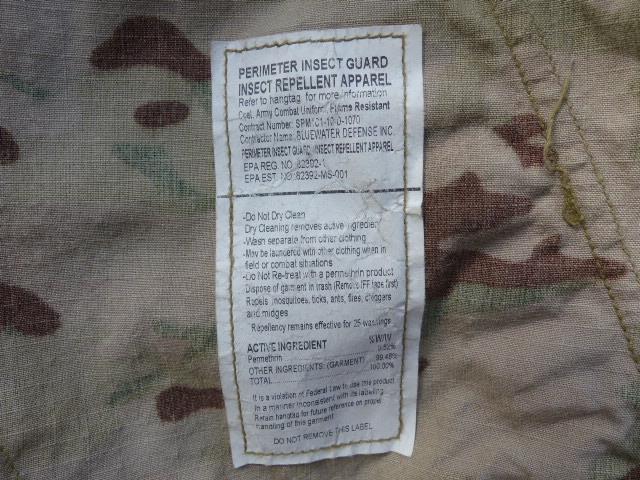 PERIMETER INSECT GUARD
INSECT REPELLENT APPAREL
Refer to hangtag for more information
Coat, Army Combat Uniform, Flame Resistant
Contract Number: SPM1C1-10-D-1070
Contractor Name: BLUEWATER DEFENSE INC.
PERIMETER INSECT GUARD INSECT REPELLENT APPAREL
EPA REG. NO. 82392-1
EPA EST. NO. 82392-MS-001
-Do Not Dry Clean
Dry Cleaning removes active ingredient
-Wash separate from other clothing
-May be laundered with other clothing when in
field or combat situations
-Do Not Re-treat with a permethrin product
Dispose of garment in trash (Remove IFF tape first)
Repels mosquitoes, ticks, ants, flies, chiggers
and midges
Repellency remains effective for 25 washings
ACTIVE INGREDIENT %W/W
Permethrin 0.52%
OTHER INGREDIENTS: (GARMENT) 99.48%
TOTAL 100.00%
It is a violation of Federal Law to use this product
in a manner inconsistent with its labeling
Retain hangtag for future reference on proper
handling of this garment
DO NOT REMOVE THIS LABEL